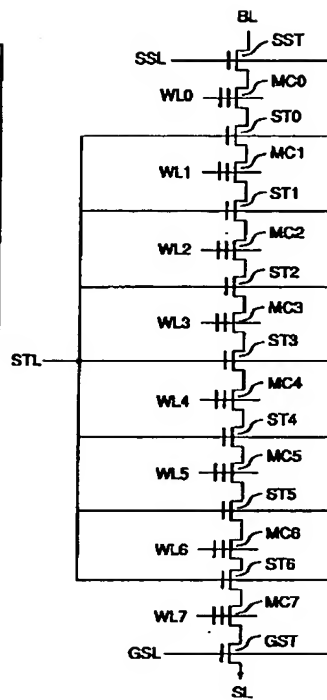 BL
SST
SSL
MC0
WL0
ST0
MC1
WL1
ST1
MC2
WL2
ST2
MC3
WL3
ST3
STL
MC4
WL4
ST4
MC5
WL5
ST5
MC6
WL6
ST6
MC7
WL7
GST
GSL
SL